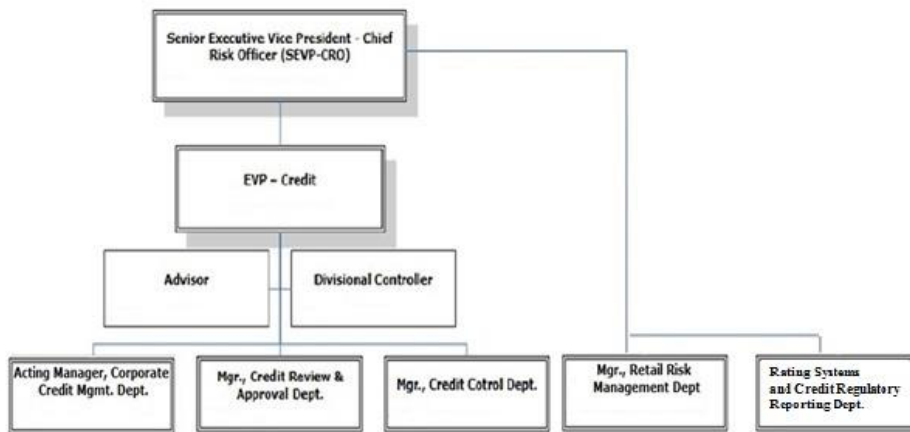 Senior Executive Vice President - Chief
Risk Officer (SEVP-CRO)
EVP – Credit
Advisor
Divisional Controller
Acting Manager, Corporate
Credit Mgmt. Dept.
Mgr., Credit Review &
Approval Dept.
Mgr., Credit Cotrol Dept.
Mgr., Retail Risk
Management Dept
Rating Systems
and Credit Regulatory
Reporting Dept.